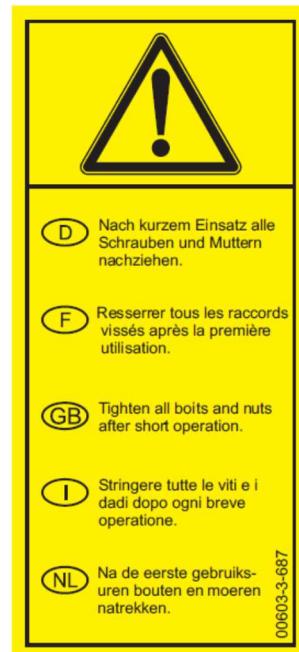 D
Nach kurzem Einsatz alle
Schrauben und Muttern
nachziehen.
F
Resserrer tous les raccords
vissés après la première
utilisation.
GB
Tighten all boits and nuts
after short operation.
I
Stringere tutte le viti e i
dadi dopo ogni breve
operatione.
NL
Na de eerste gebruiks-
uren bouten en moeren
natrekken.
00603-3-687